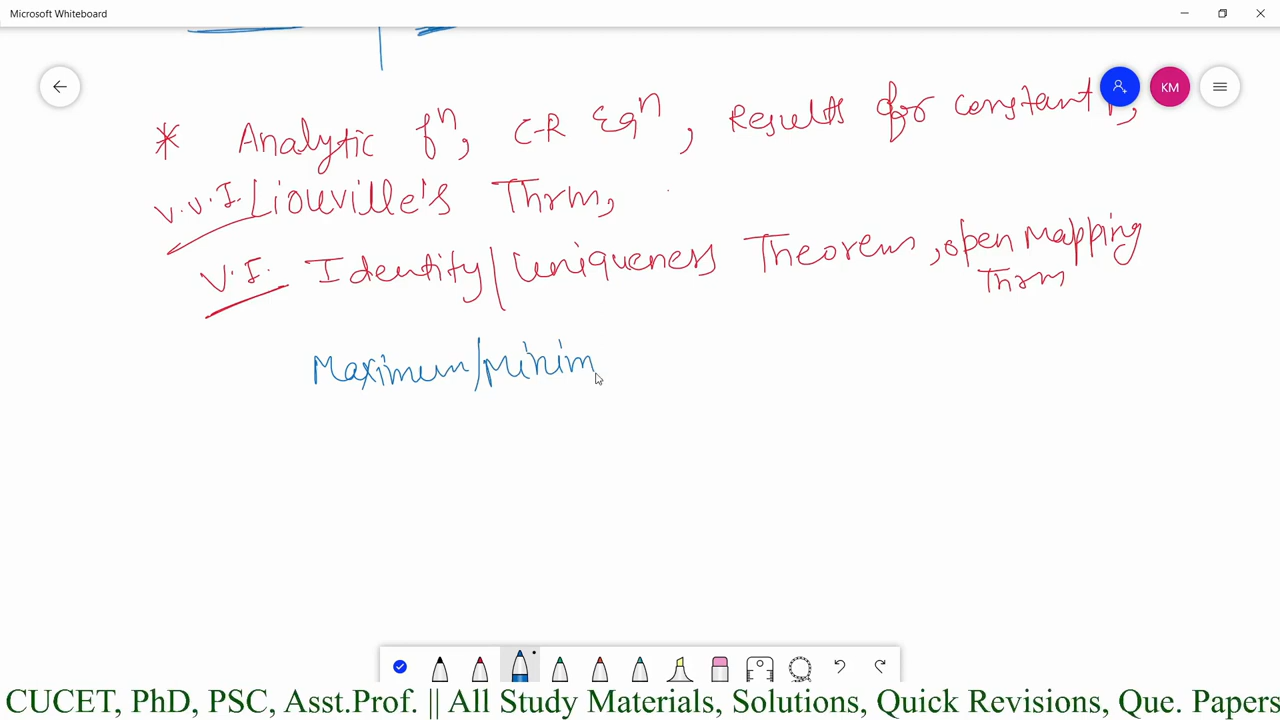 Microsoft Whiteboard
KM
* Analytic fⁿ, C-R Eqⁿ, Results for constant
V.V.I. Liouville's Thrm,
V.I. Identity/Uniqueness Theorem, open Mapping
Thrm
Maximum/Minim
CUCET, PhD, PSC, Asst.Prof. || All Study Materials, Solutions, Quick Revisions, Que. Papers